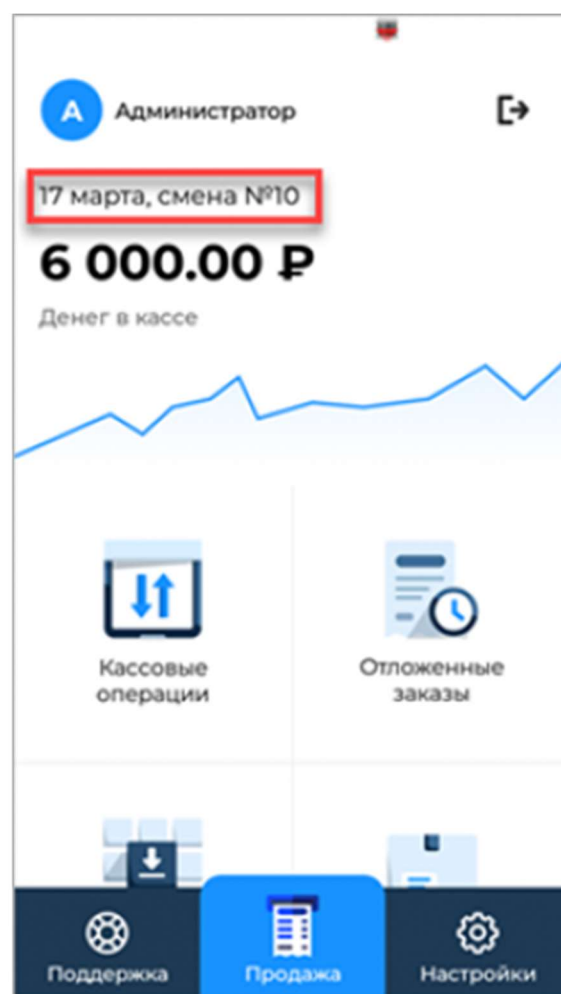 А Администратор
17 марта, смена №10
6 000.00 ₽
Денег в кассе
Кассовые
операции
Отложенные
заказы
Поддержка
Продажа
Настройки